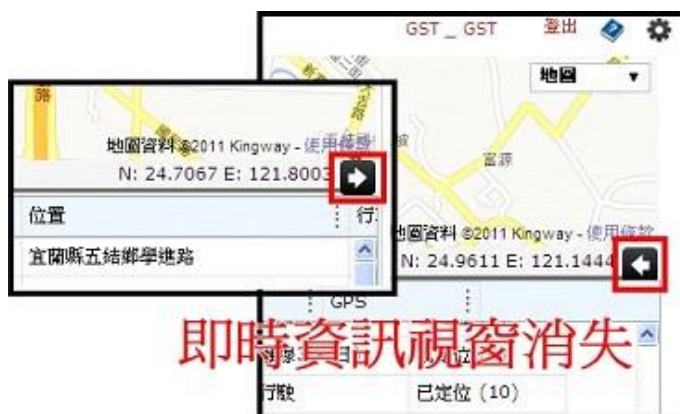 GST _ GST 登出
地圖
路
富源
地圖資料 ©2011 Kingway - 使用條款
N: 24.7067 E: 121.8003
位置 行
宜蘭縣五結鄉學進路
地圖資料 ©2011 Kingway - 使用條款
N: 24.9611 E: 121.1444
GPS
即時資訊視窗消失
行駛 已定位 (10)